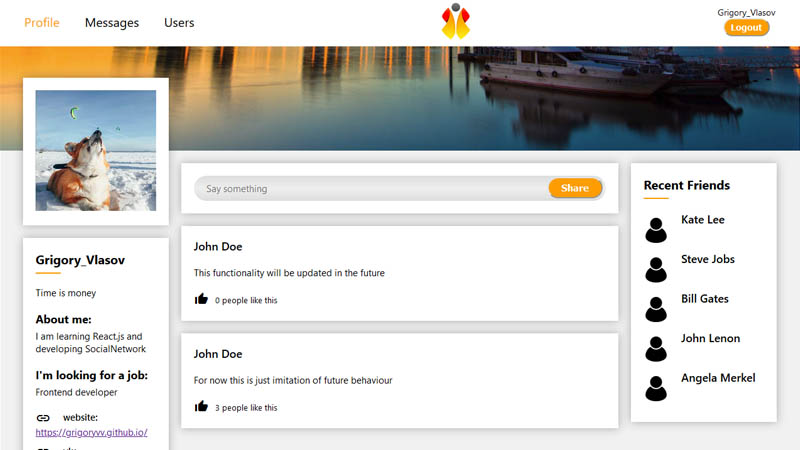 Profile
Messages
Users
Grigory_Vlasov
Logout
Grigory_Vlasov
Time is money
About me:
I am learning React.js and
developing SocialNetwork
I'm looking for a job:
Frontend developer
website:
https://grigoryvv.github.io/
Say something
Share
John Doe
This functionality will be updated in the future
0 people like this
John Doe
For now this is just imitation of future behaviour
3 people like this
Recent Friends
Kate Lee
Steve Jobs
Bill Gates
John Lenon
Angela Merkel